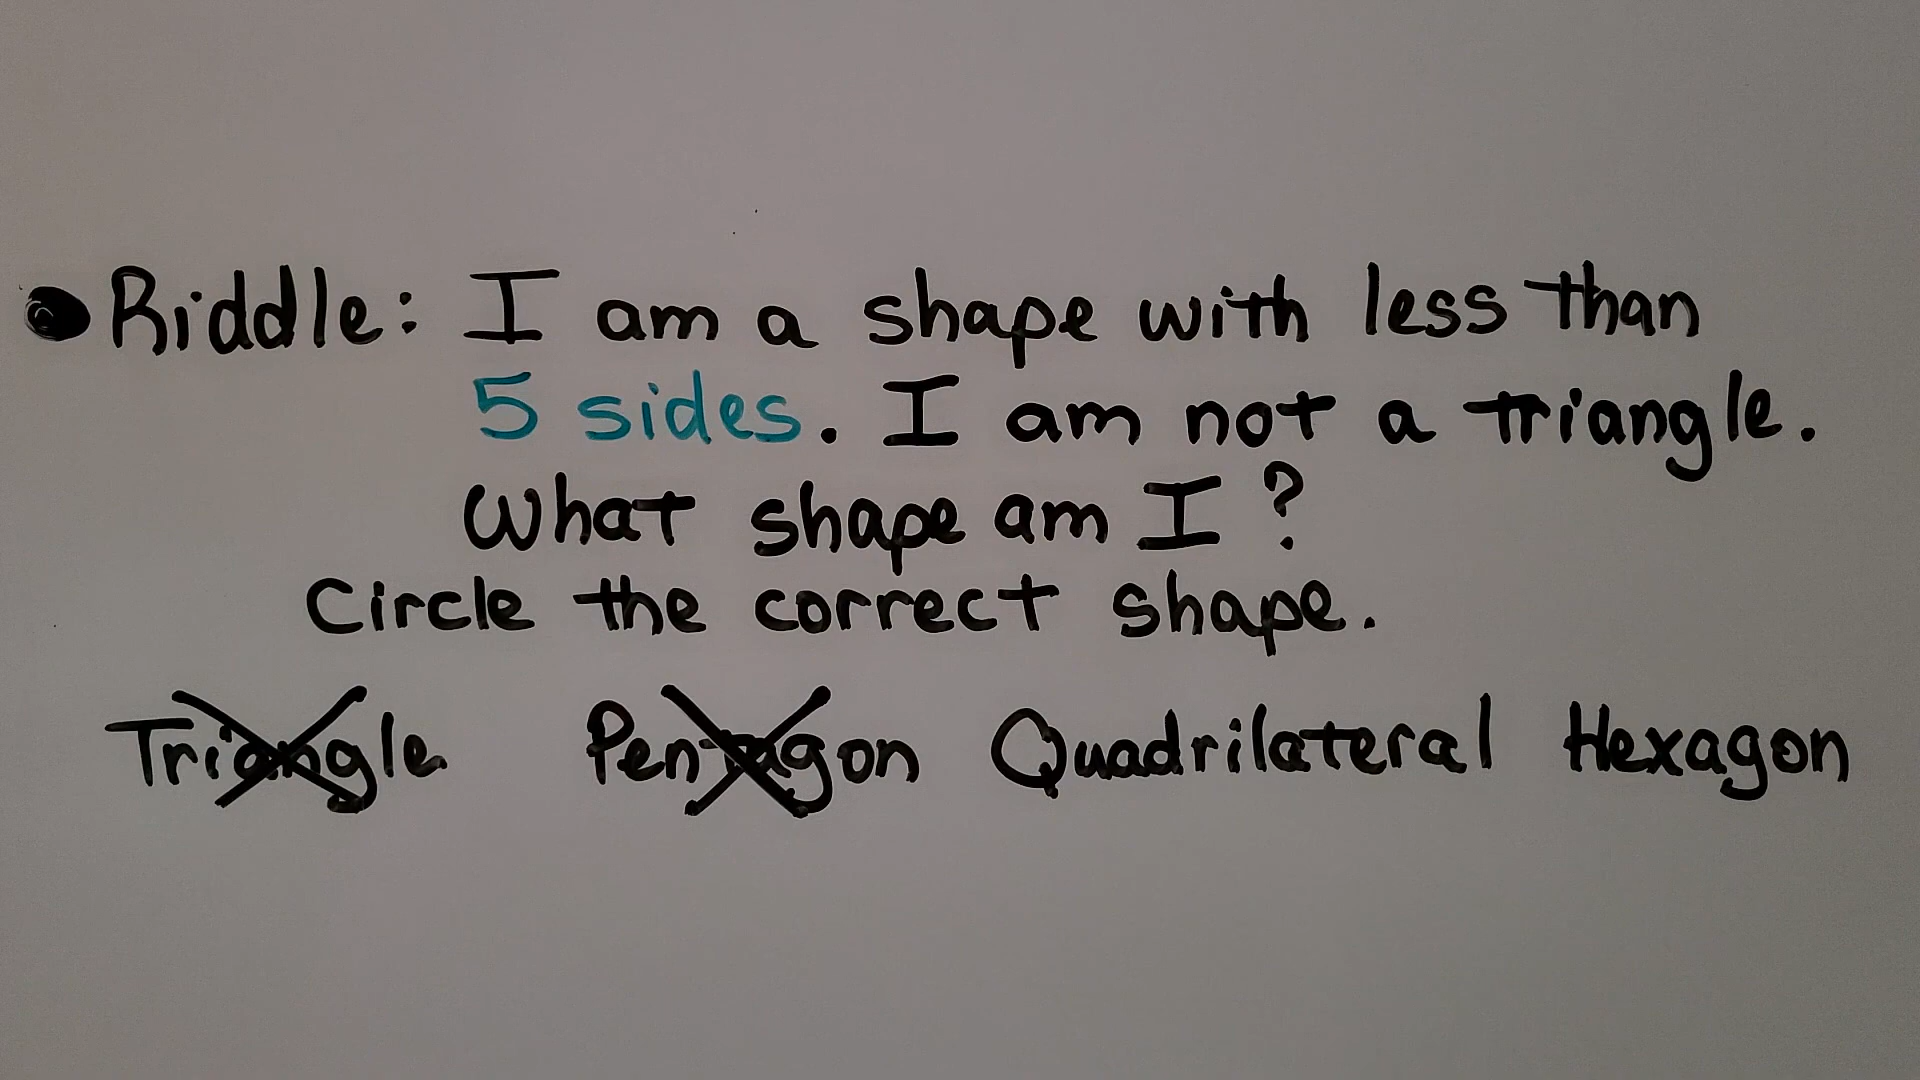 Riddle: I am a shape with less than
5 sides. I am not a triangle.
What shape am I?
Circle the correct shape.
Triangle Pentagon Quadrilateral Hexagon